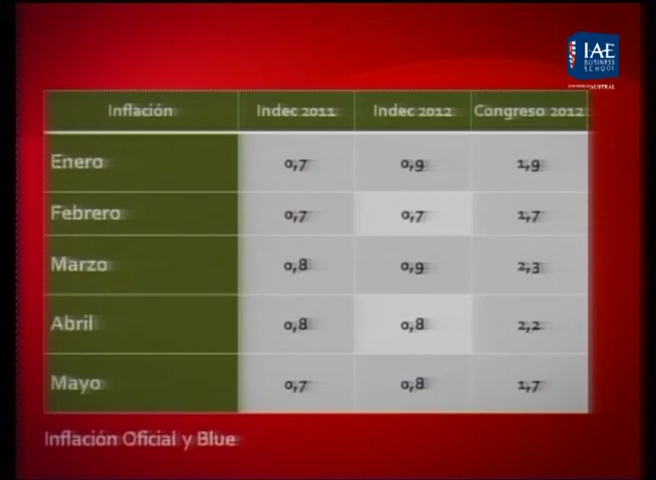 IAE
BUSINESS
SCHOOL
AUSTRAL
Inflación Indec 2011 Indec 2012 Congreso 2012
Enero 0,7 0,9 1,9
Febrero 0,7 0,7 1,7
Marzo 0,8 0,9 2,3
Abril 0,8 0,8 2,2
Mayo 0,7 0,8 1,7
Inflación Oficial y Blue